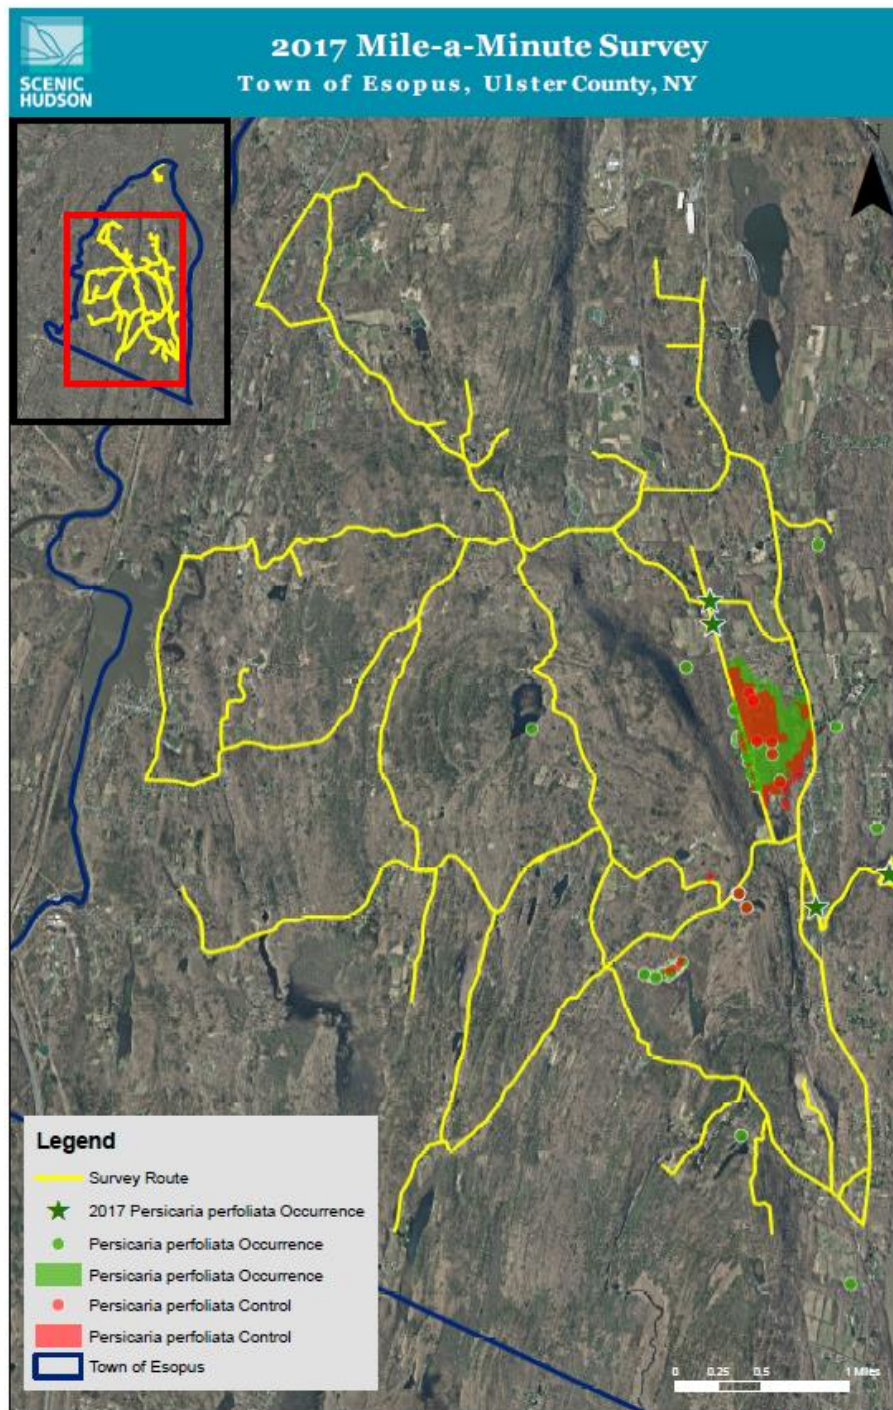 2017 Mile-a-Minute Survey
Town of Esopus, Ulster County, NY
SCENIC
HUDSON
N
Legend
Survey Route
2017 Persicaria perfoliata Occurrence
Persicaria perfoliata Occurrence
Persicaria perfoliata Occurrence
Persicaria perfoliata Control
Persicaria perfoliata Control
Town of Esopus
0 0.25 0.5 1 Miles